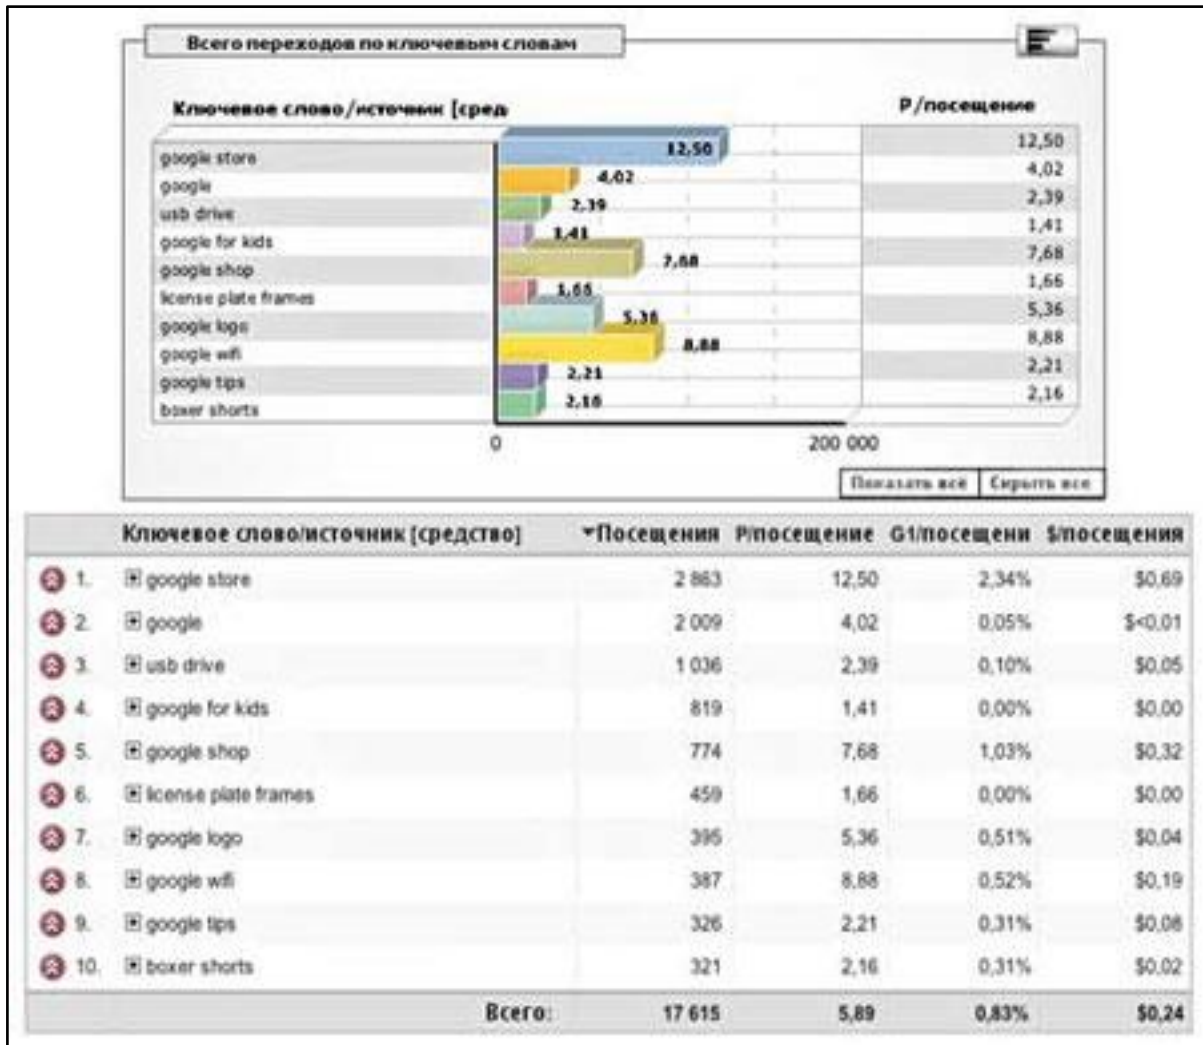 Всего переходов по ключевым словам
Ключевое слово/источник [сред
P/посещение
google store 12,50 12,50
google 4,02 4,02
usb drive 2,39 2,39
google for kids 1,41 1,41
google shop 7,68 7,68
license plate frames 1,66 1,66
google logo 5,36 5,36
google wifi 8,88 8,88
google tips 2,21 2,21
boxer shorts 2,16 2,16
0 200 000
Показать всё Скрыть все
Ключевое слово/источник [средство] Посещения P/посещение G1/посещени $/посещения
1. google store 2 863 12,50 2,34% $0,69
2. google 2 009 4,02 0,05% $<0,01
3. usb drive 1 036 2,39 0,10% $0,05
4. google for kids 819 1,41 0,00% $0,00
5. google shop 774 7,68 1,03% $0,32
6. license plate frames 459 1,66 0,00% $0,00
7. google logo 395 5,36 0,51% $0,04
8. google wifi 387 8,88 0,52% $0,19
9. google tips 326 2,21 0,31% $0,08
10. boxer shorts 321 2,16 0,31% $0,02
Всего: 17 615 5,89 0,83% $0,24